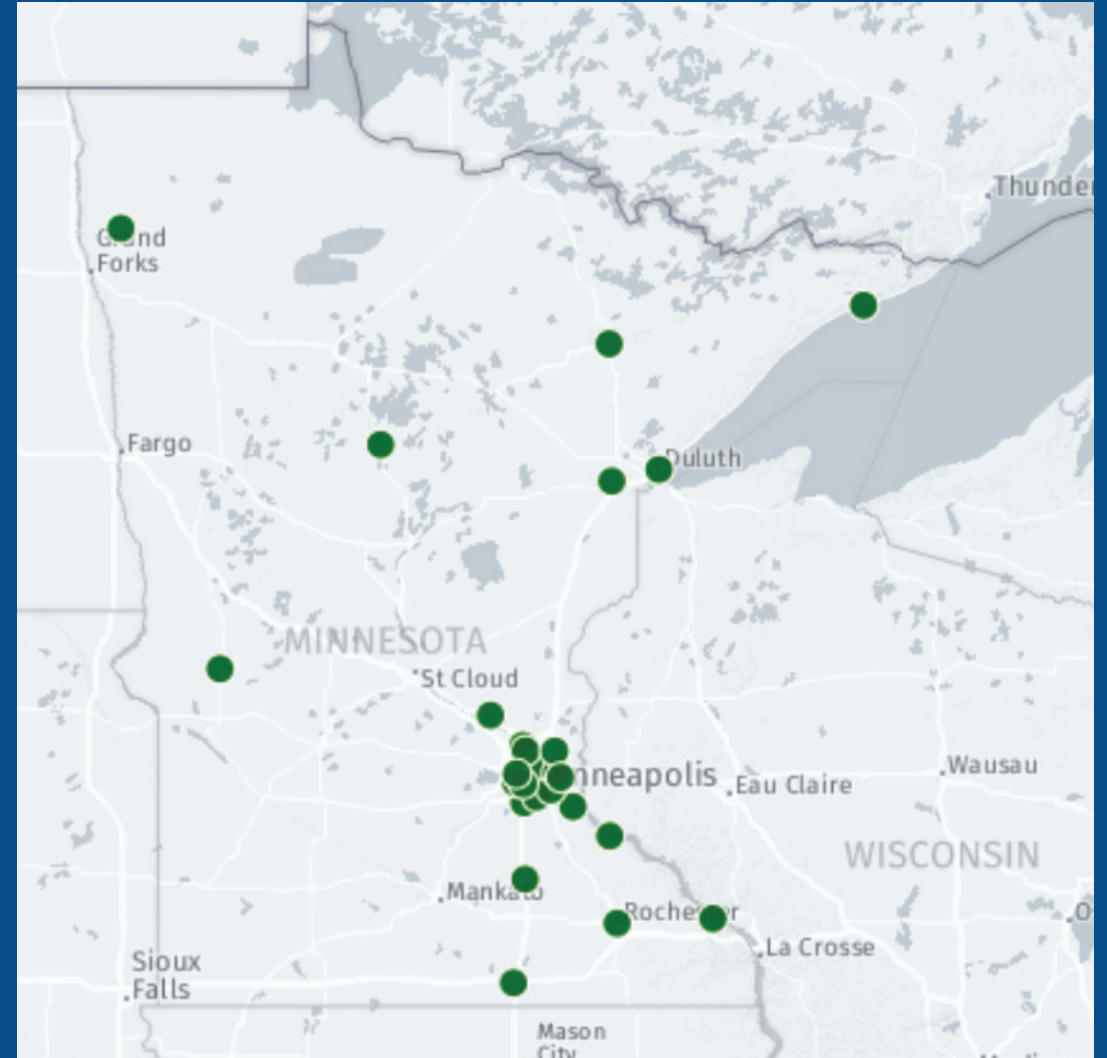 Thunder
Grand
Forks
Fargo
Duluth
MINNESOTA
St Cloud
nneapolis
Wausau
Eau Claire
WISCONSIN
Mankato
Rochester
La Crosse
Sioux
Falls
Mason
City